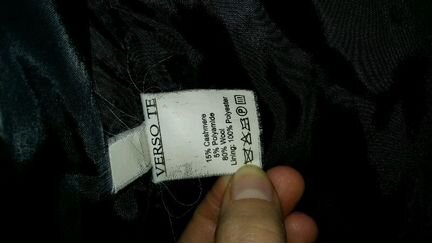 VERSO TE
15% Cashmere
5% Polyamide
80% Wool
Lining: 100% Polyester